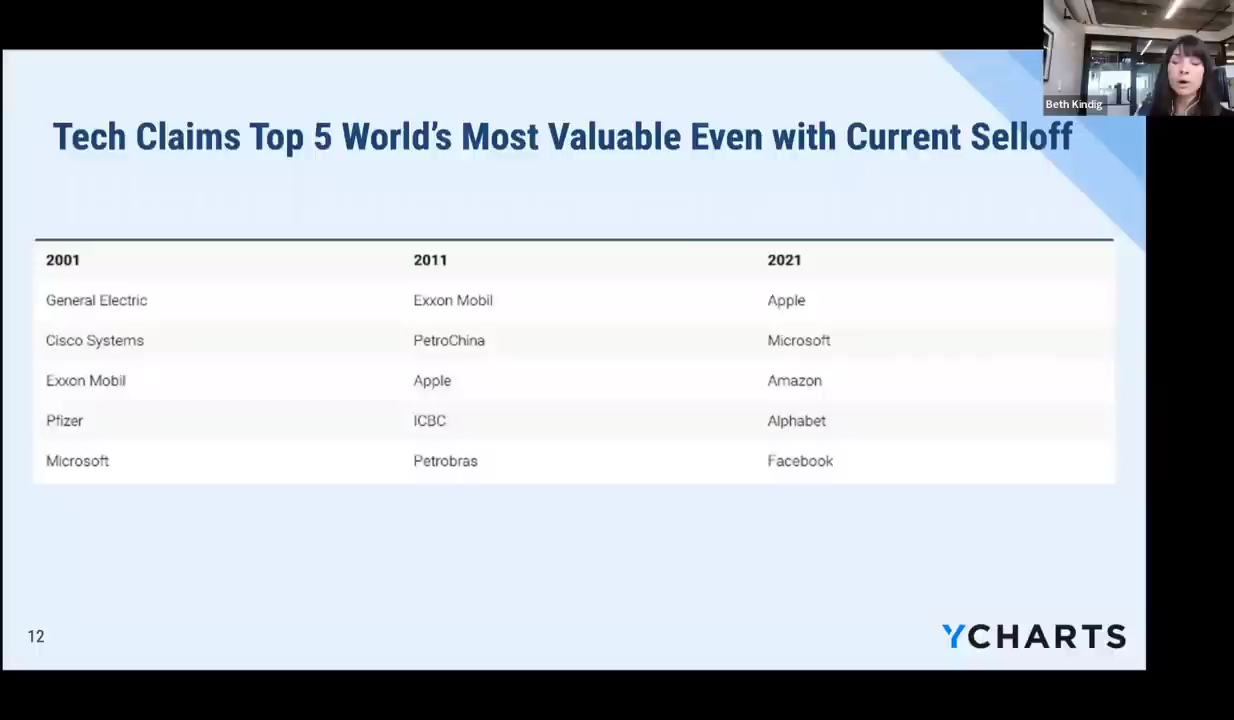 Beth Kindig
Tech Claims Top 5 World's Most Valuable Even with Current Selloff
2001 2011 2021
General Electric Exxon Mobil Apple
Cisco Systems PetroChina Microsoft
Exxon Mobil Apple Amazon
Pfizer ICBC Alphabet
Microsoft Petrobras Facebook
12
YCHARTS